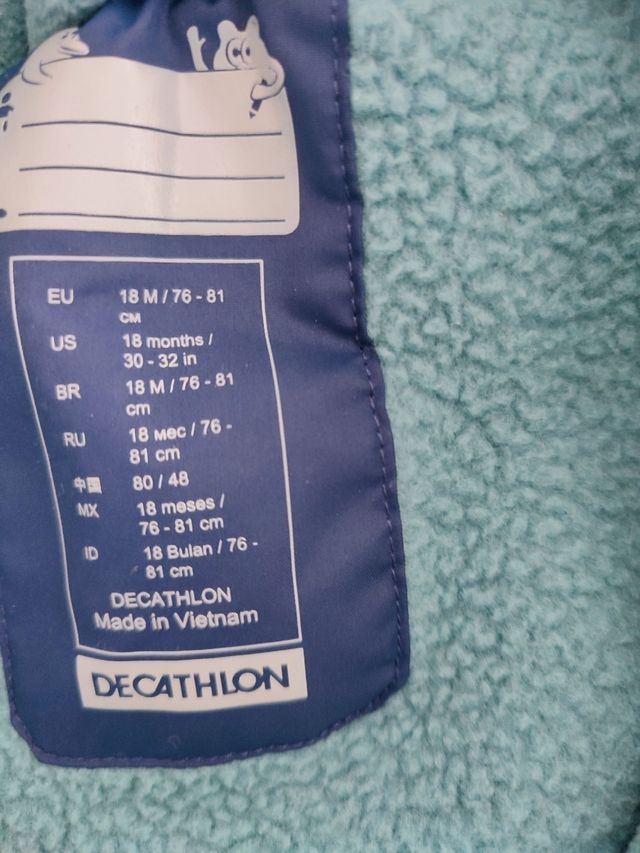 EU 18 M / 76 - 81
CM
US 18 months /
30 - 32 in
BR 18 M / 76 - 81
cm
RU 18 мес / 76 -
81 cm
中国 80 / 48
MX 18 meses /
76 - 81 cm
ID 18 Bulan / 76 -
81 cm
DECATHLON
Made in Vietnam
DECATHLON